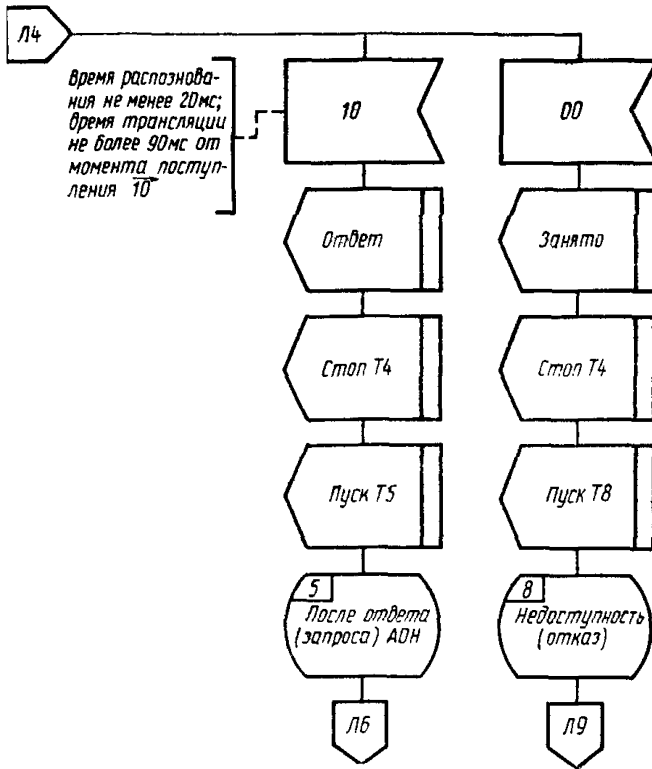 Л4
Время распознова-
ния не менее 20мс;
время трансляции
не более 90мс от
момента поступ-
ления 10
10
00
Ответ
Занято
Стоп Т4
Стоп Т4
Пуск Т5
Пуск Т8
5
После ответа
(запроса) АОН
8
Недоступность
(отказ)
Л6
Л9